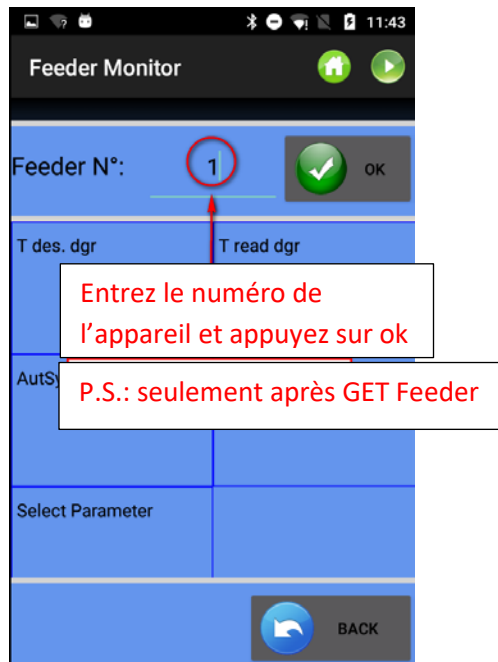 11:43
Feeder Monitor
Feeder N°: 1 OK
T des. dgr T read dgr
Entrez le numéro de
l’appareil et appuyez sur ok
AutSy
P.S.: seulement après GET Feeder
Select Parameter
BACK